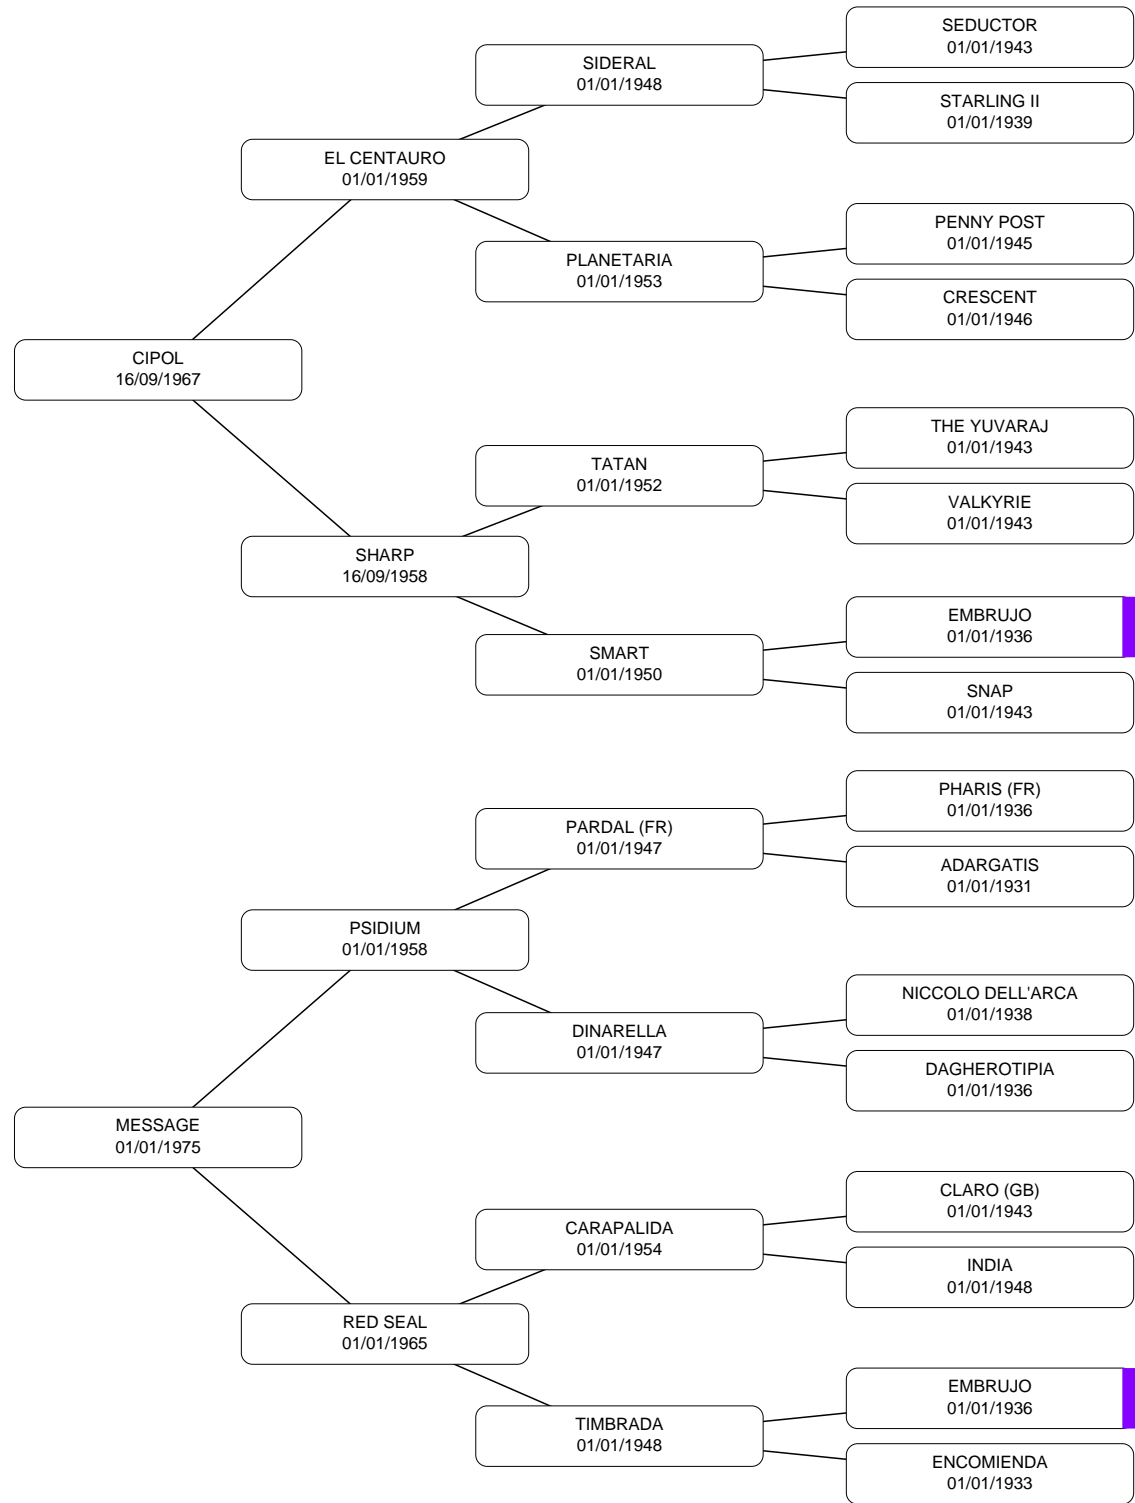 SEDUCTOR
01/01/1943
SIDERAL
01/01/1948
STARLING II
01/01/1939
EL CENTAURO
01/01/1959
PENNY POST
01/01/1945
PLANETARIA
01/01/1953
CRESCENT
01/01/1946
CIPOL
16/09/1967
THE YUVARAJ
01/01/1943
TATAN
01/01/1952
VALKYRIE
01/01/1943
SHARP
16/09/1958
EMBRUJO
01/01/1936
SMART
01/01/1950
SNAP
01/01/1943
PHARIS (FR)
01/01/1936
PARDAL (FR)
01/01/1947
ADARGATIS
01/01/1931
PSIDIUM
01/01/1958
NICCOLO DELL'ARCA
01/01/1938
DINARELLA
01/01/1947
DAGHEROTIPIA
01/01/1936
MESSAGE
01/01/1975
CLARO (GB)
01/01/1943
CARAPALIDA
01/01/1954
INDIA
01/01/1948
RED SEAL
01/01/1965
EMBRUJO
01/01/1936
TIMBRADA
01/01/1948
ENCOMIENDA
01/01/1933